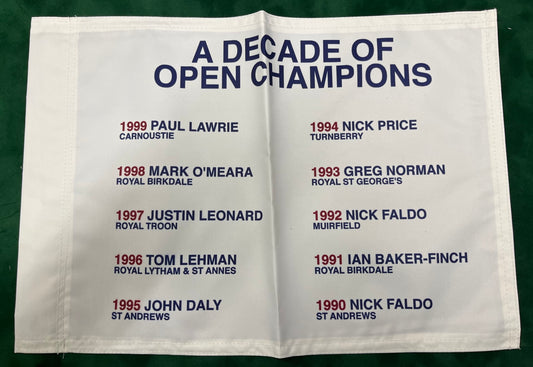 A DECADE OF
OPEN CHAMPIONS
1999 PAUL LAWRIE
CARNOUSTIE
1998 MARK O'MEARA
ROYAL BIRKDALE
1997 JUSTIN LEONARD
ROYAL TROON
1996 TOM LEHMAN
ROYAL LYTHAM & ST ANNES
1995 JOHN DALY
ST ANDREWS
1994 NICK PRICE
TURNBERRY
1993 GREG NORMAN
ROYAL ST GEORGE'S
1992 NICK FALDO
MUIRFIELD
1991 IAN BAKER-FINCH
ROYAL BIRKDALE
1990 NICK FALDO
ST ANDREWS